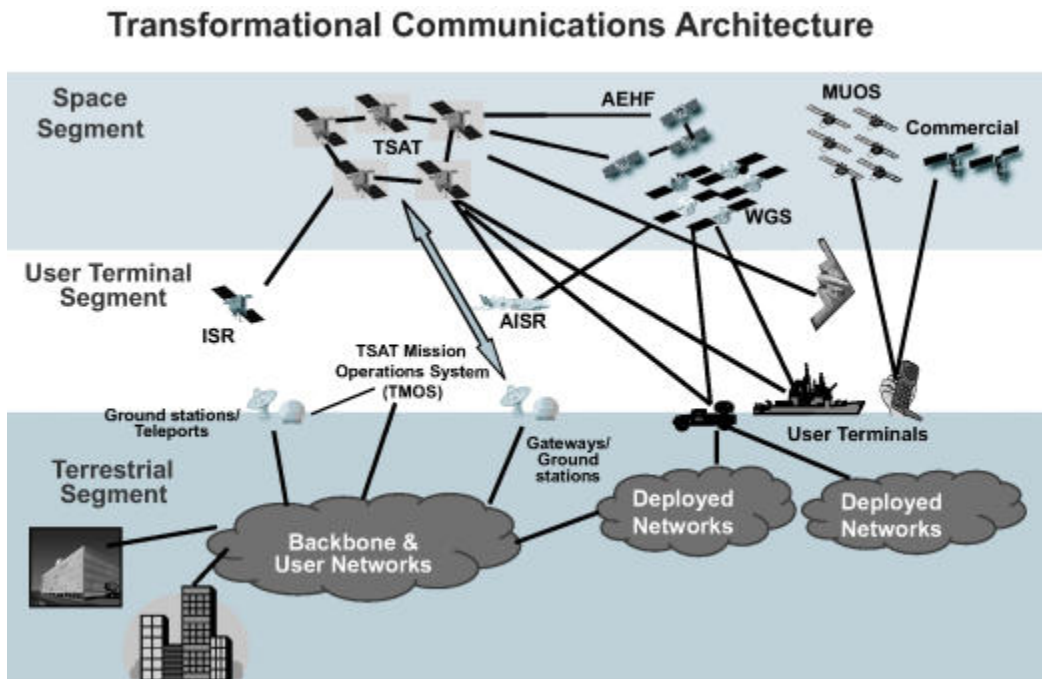 Transformational Communications Architecture
Space
Segment
TSAT
AEHF
MUOS
Commercial
WGS
User Terminal
Segment
ISR
AISR
TSAT Mission
Operations System
(TMOS)
Ground stations/
Teleports
Gateways/
Ground
stations
User Terminals
Terrestrial
Segment
Backbone &
User Networks
Deployed
Networks
Deployed
Networks